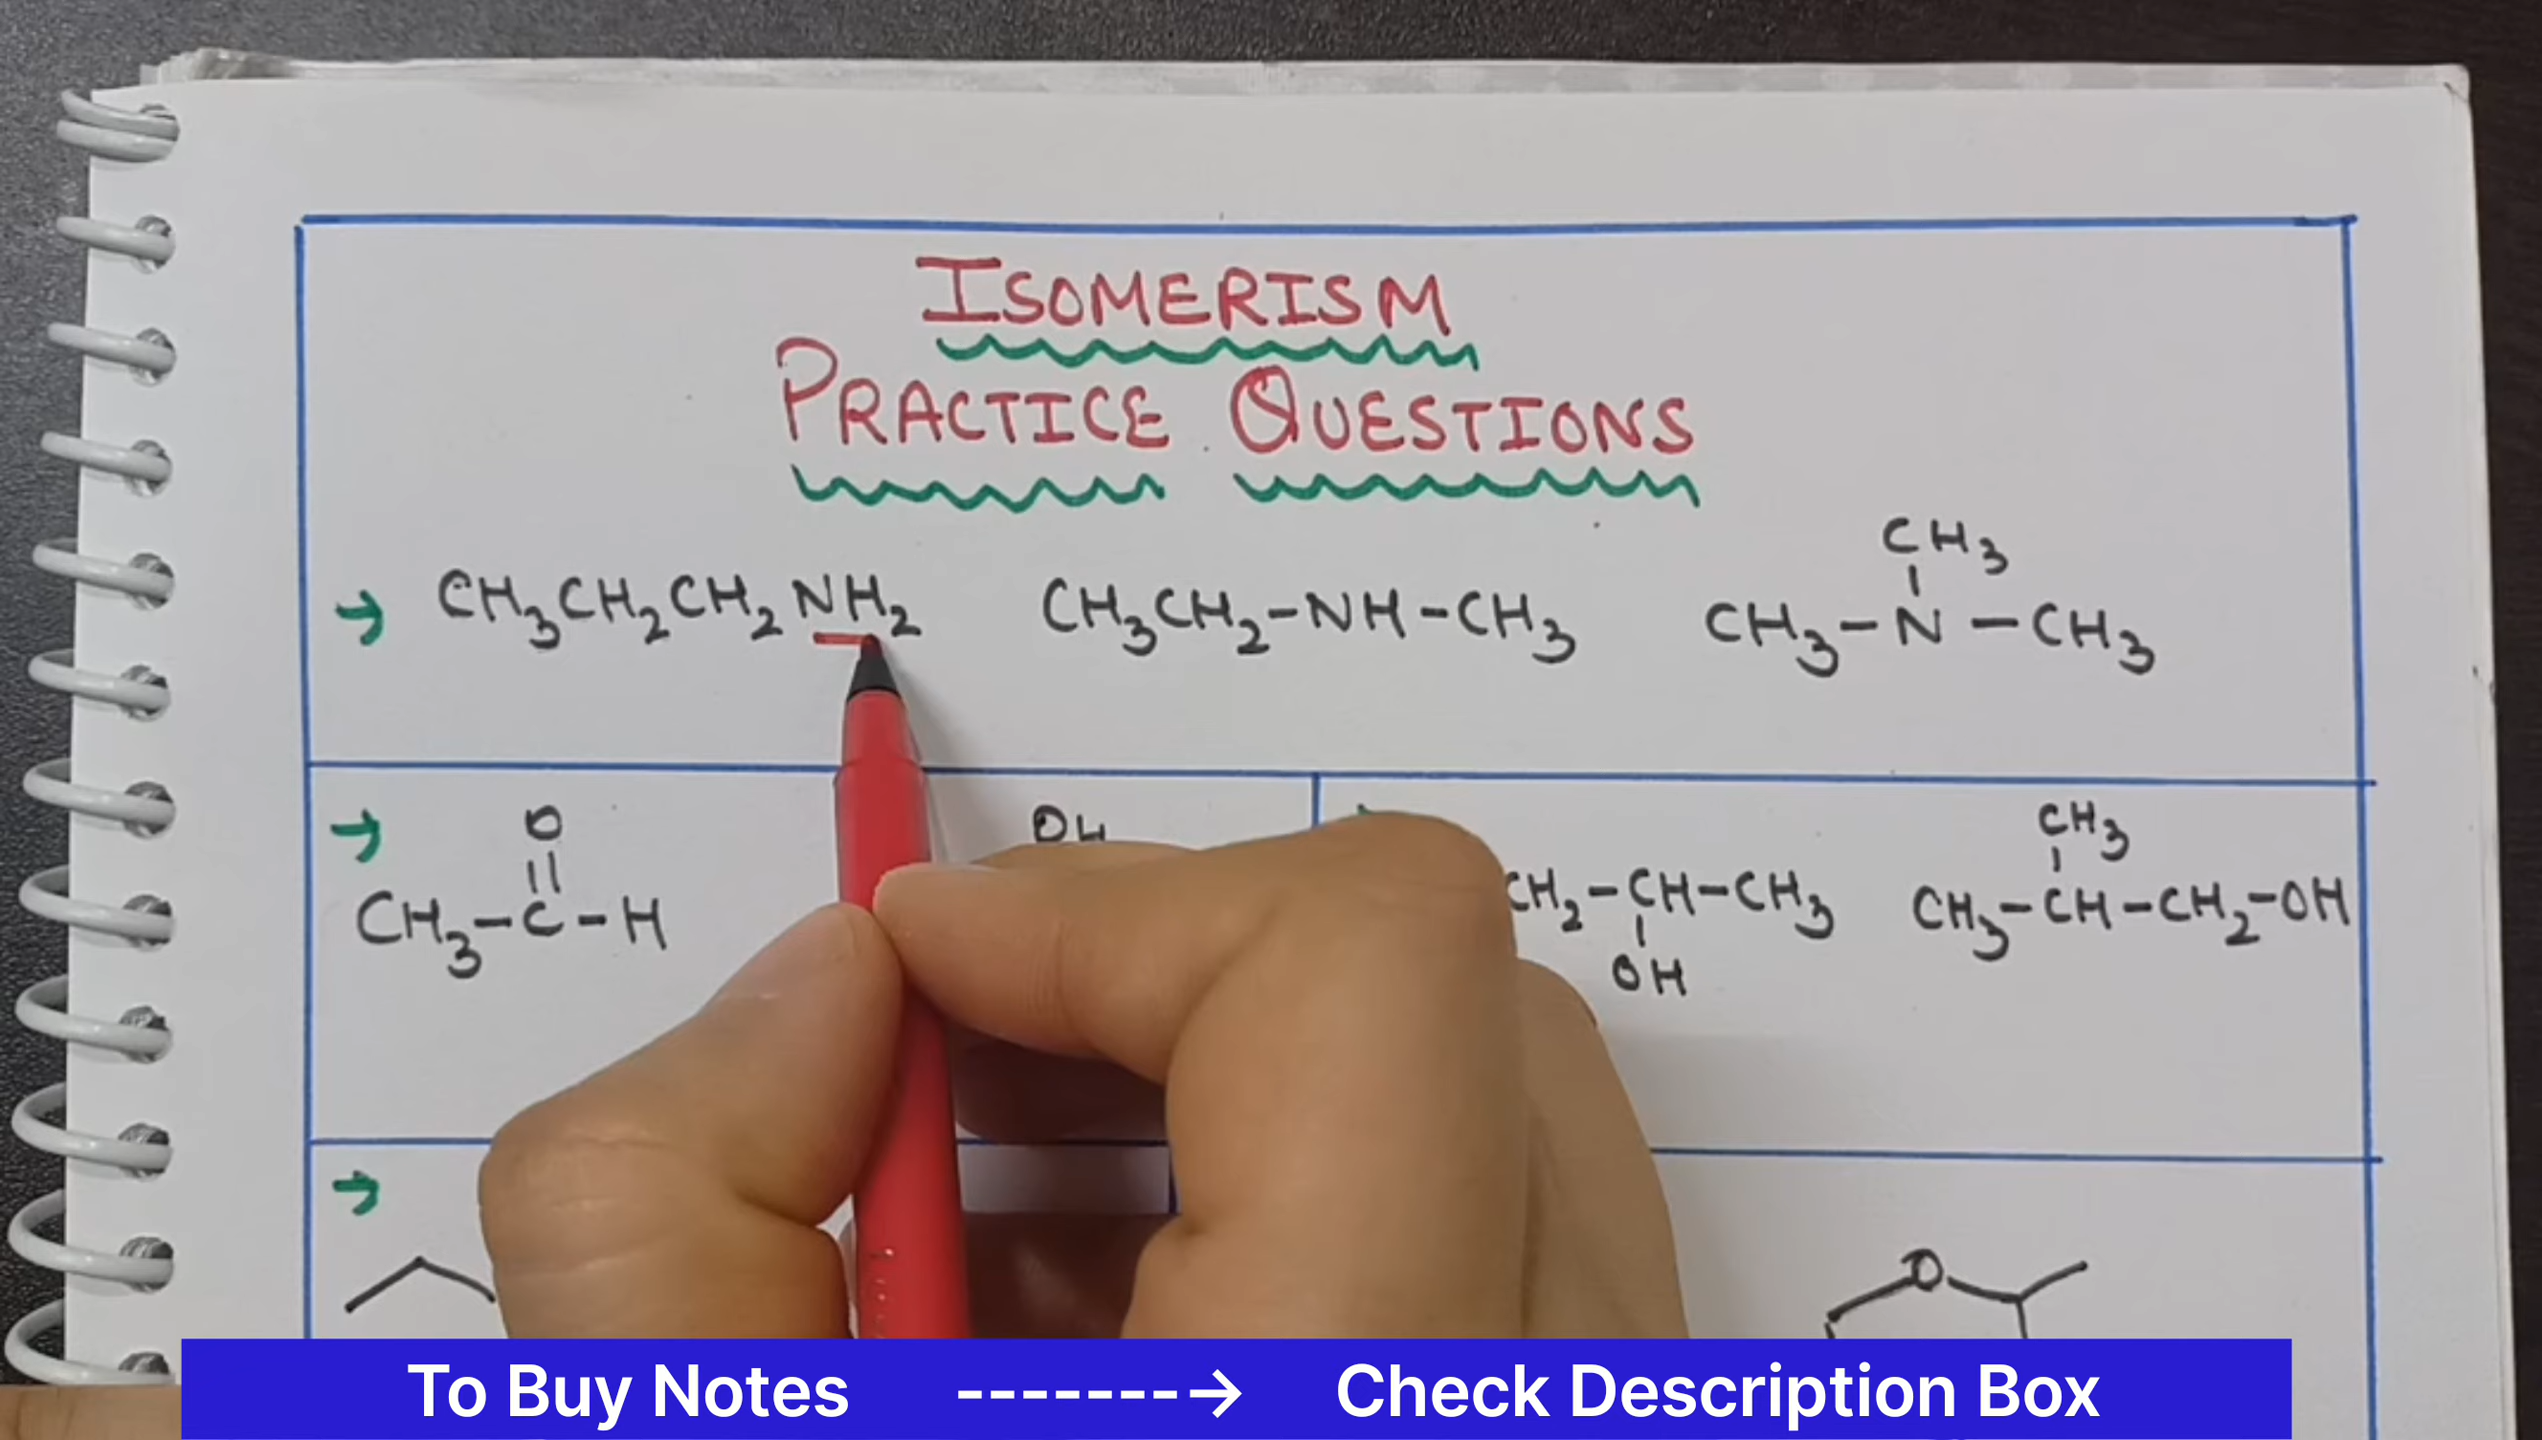 ISOMERISM
PRACTICE QUESTIONS
→ CH₃CH₂CH₂NH₂ CH₃CH₂-NH-CH₃ CH₃-N-CH₃
CH₃
→ CH₃-C-H
O
OH
CH₂-CH-CH₃
OH
CH₃
CH₃-CH-CH₂-OH
→
O
To Buy Notes -------→ Check Description Box